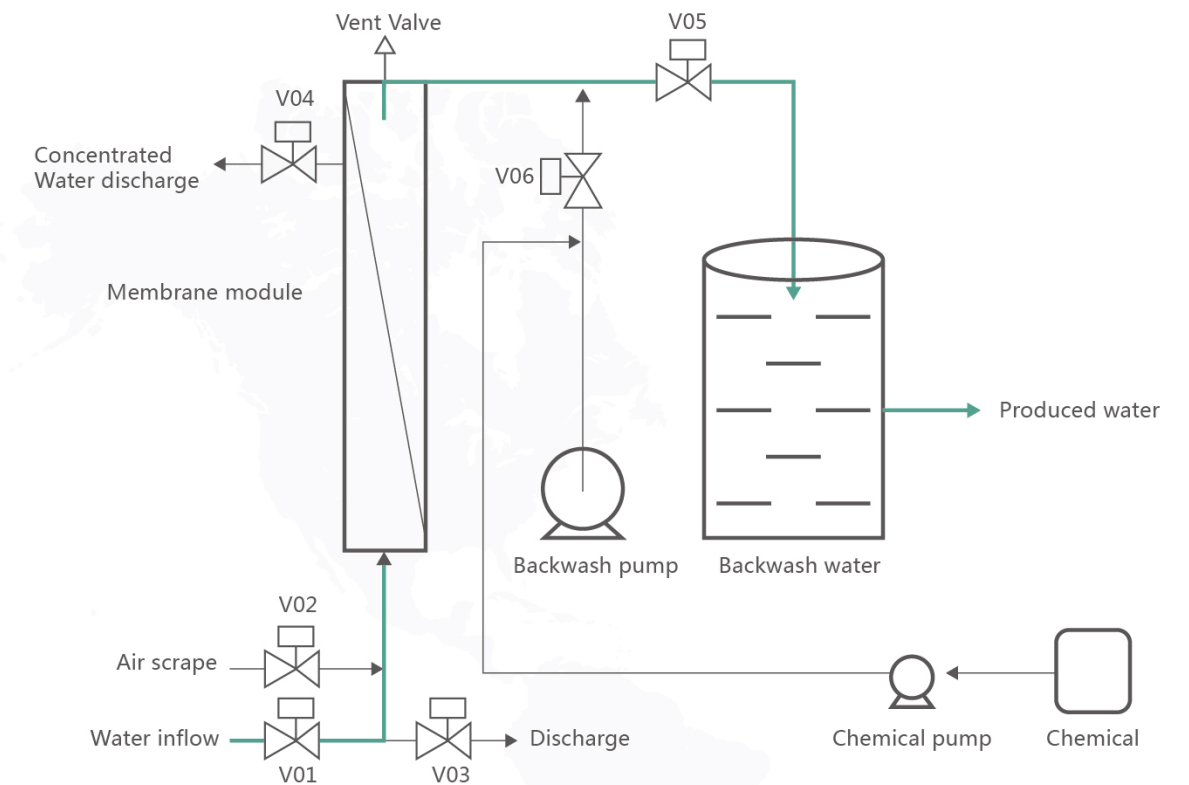 Vent Valve
V05
V04
Concentrated
Water discharge
V06
Membrane module
Produced water
Backwash pump
Backwash water
V02
Air scrape
Water inflow
Discharge
V01
V03
Chemical pump
Chemical